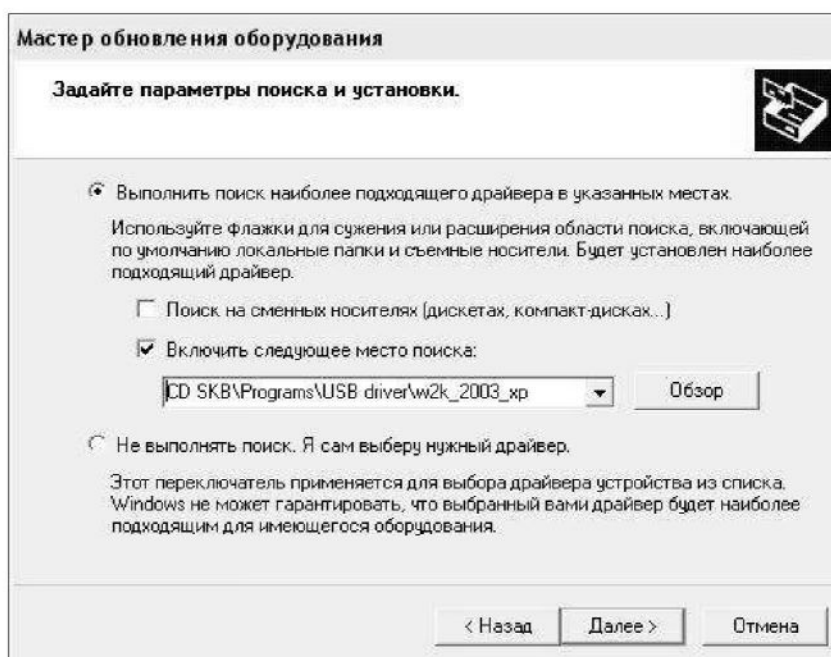 Мастер обновления оборудования
Задайте параметры поиска и установки.
Выполнить поиск наиболее подходящего драйвера в указанных местах.
Используйте флажки для сужения или расширения области поиска, включающей
по умолчанию локальные папки и съемные носители. Будет установлен наиболее
подходящий драйвер.
Поиск на сменных носителях (дискетах, компакт-дисках...)
Включить следующее место поиска:
CD SKB\Programs\USB driver\w2k_2003_xp
Обзор
Не выполнять поиск. Я сам выберу нужный драйвер.
Этот переключатель применяется для выбора драйвера устройства из списка.
Windows не может гарантировать, что выбранный вами драйвер будет наиболее
подходящим для имеющегося оборудования.
< Назад
Далее >
Отмена